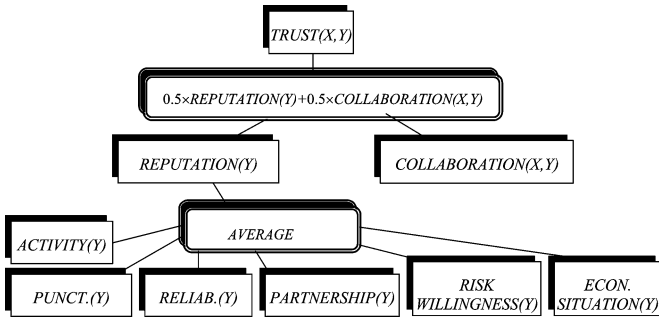 TRUST(X,Y)
0.5×REPUTATION(Y)+0.5×COLLABORATION(X,Y)
REPUTATION(Y)
COLLABORATION(X,Y)
AVERAGE
ACTIVITY(Y)
PUNCT.(Y)
RELIAB.(Y)
PARTNERSHIP(Y)
RISK
WILLINGNESS(Y)
ECON.
SITUATION(Y)